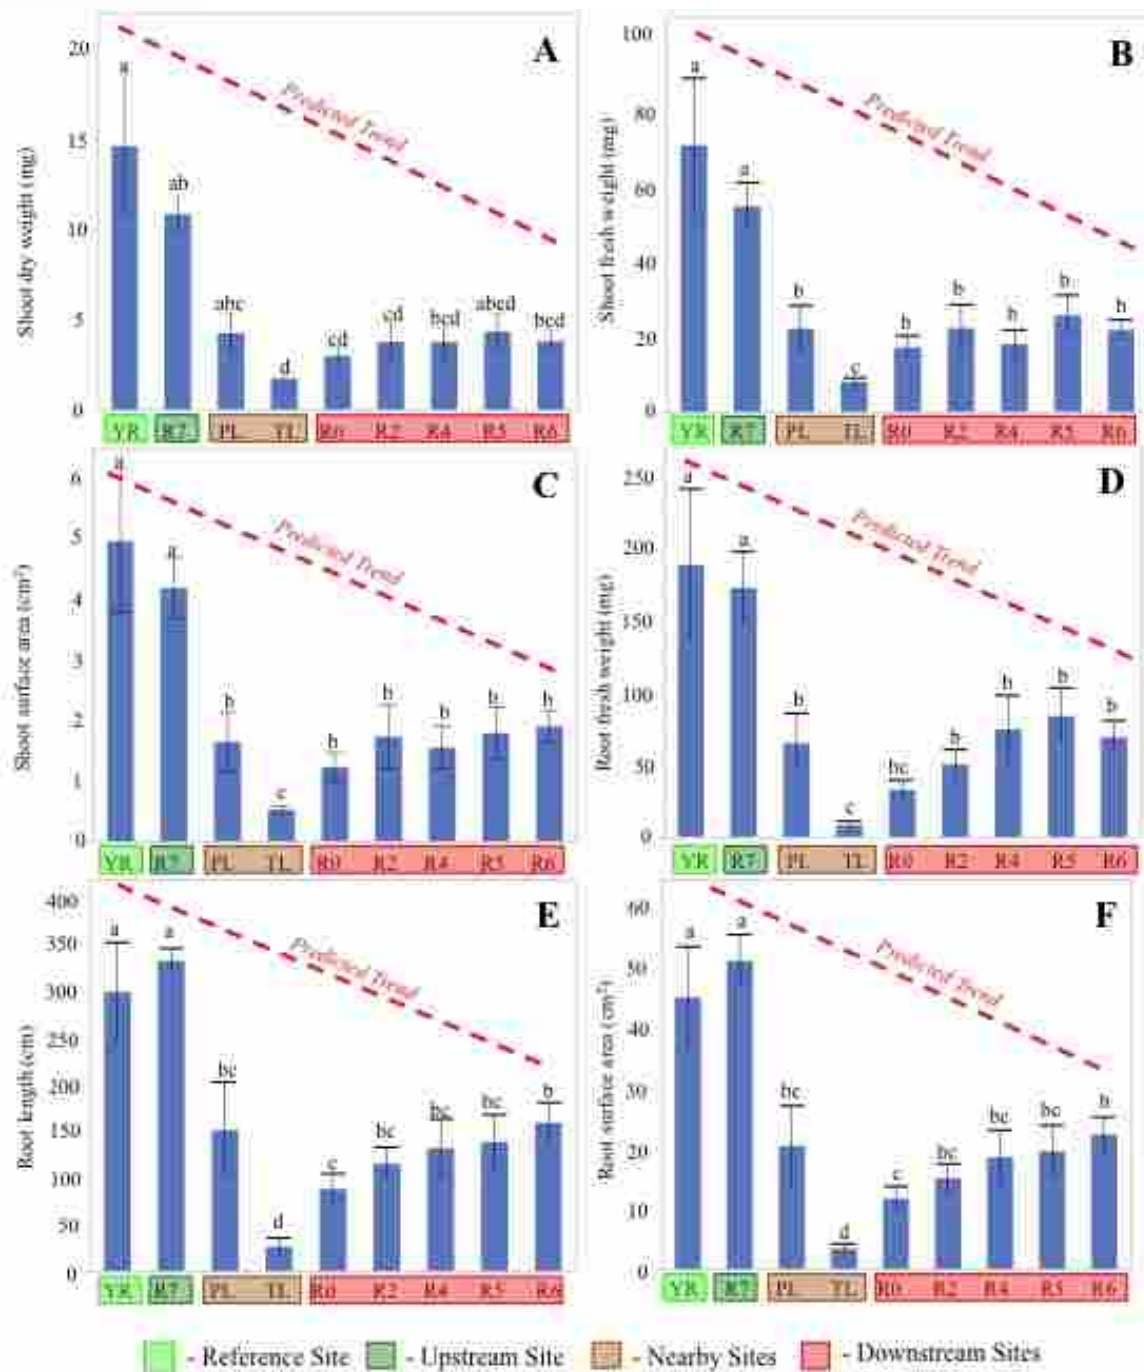 A
Shoot dry weight (mg)
20
15
10
5
0
Predicted Trend
a
ab
abc
d
cd
cd
bcd
abcd
bcd
YR R7 PL TL R0 R2 R4 R5 R6
B
Shoot fresh weight (mg)
100
80
60
40
20
0
Predicted Trend
a
a
b
c
b
b
b
b
b
YR R7 PL TL R0 R2 R4 R5 R6
C
Shoot surface area (cm²)
6
5
4
3
2
1
0
Predicted Trend
a
a
b
c
b
b
b
b
b
YR R7 PL TL R0 R2 R4 R5 R6
D
Root fresh weight (mg)
250
200
150
100
50
0
Predicted Trend
a
a
b
c
bc
b
b
b
b
YR R7 PL TL R0 R2 R4 R5 R6
E
Root length (cm)
400
350
300
250
200
150
100
50
0
Predicted Trend
a
a
bc
d
c
bc
bc
bc
b
YR R7 PL TL R0 R2 R4 R5 R6
F
Root surface area (cm²)
60
50
40
30
20
10
0
Predicted Trend
a
a
bc
d
c
bc
bc
bc
b
YR R7 PL TL R0 R2 R4 R5 R6
- Reference Site - Upstream Site - Nearby Sites - Downstream Sites